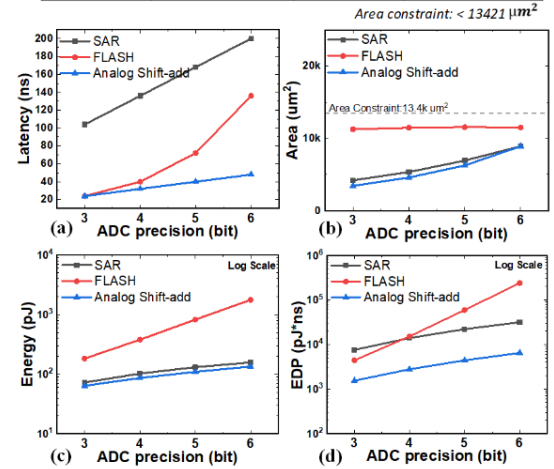 Area constraint: < 13421 μm²
200
180
160
140
120
100
80
60
40
20
Latency (ns)
SAR
FLASH
Analog Shift-add
3 4 5 6
(a)
ADC precision (bit)
20k
10k
0
Area (um²)
SAR
FLASH
Analog Shift-add
Area Constraint:13.4k um²
3 4 5 6
(b)
ADC precision (bit)
10⁴
10³
10²
10¹
Energy (pJ)
SAR
FLASH
Analog Shift-add
Log Scale
3 4 5 6
(c)
ADC precision (bit)
10⁶
10⁵
10⁴
10³
10²
EDP (pJ*ns)
SAR
FLASH
Analog Shift-add
Log Scale
3 4 5 6
(d)
ADC precision (bit)